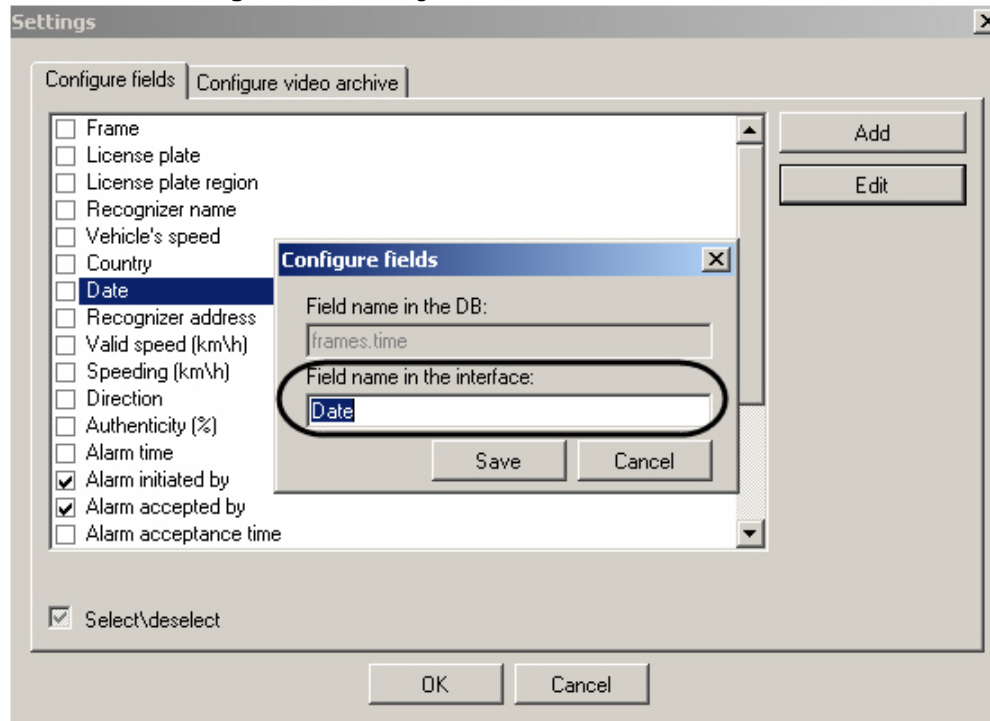 Settings
Configure fields
Configure video archive
Frame
License plate
License plate region
Recognizer name
Vehicle's speed
Country
Date
Recognizer address
Valid speed (km\h)
Speeding (km\h)
Direction
Authenticity (%)
Alarm time
Alarm initiated by
Alarm accepted by
Alarm acceptance time
Add
Edit
Configure fields
Field name in the DB:
frames.time
Field name in the interface:
Date
Save
Cancel
Select\deselect
OK
Cancel